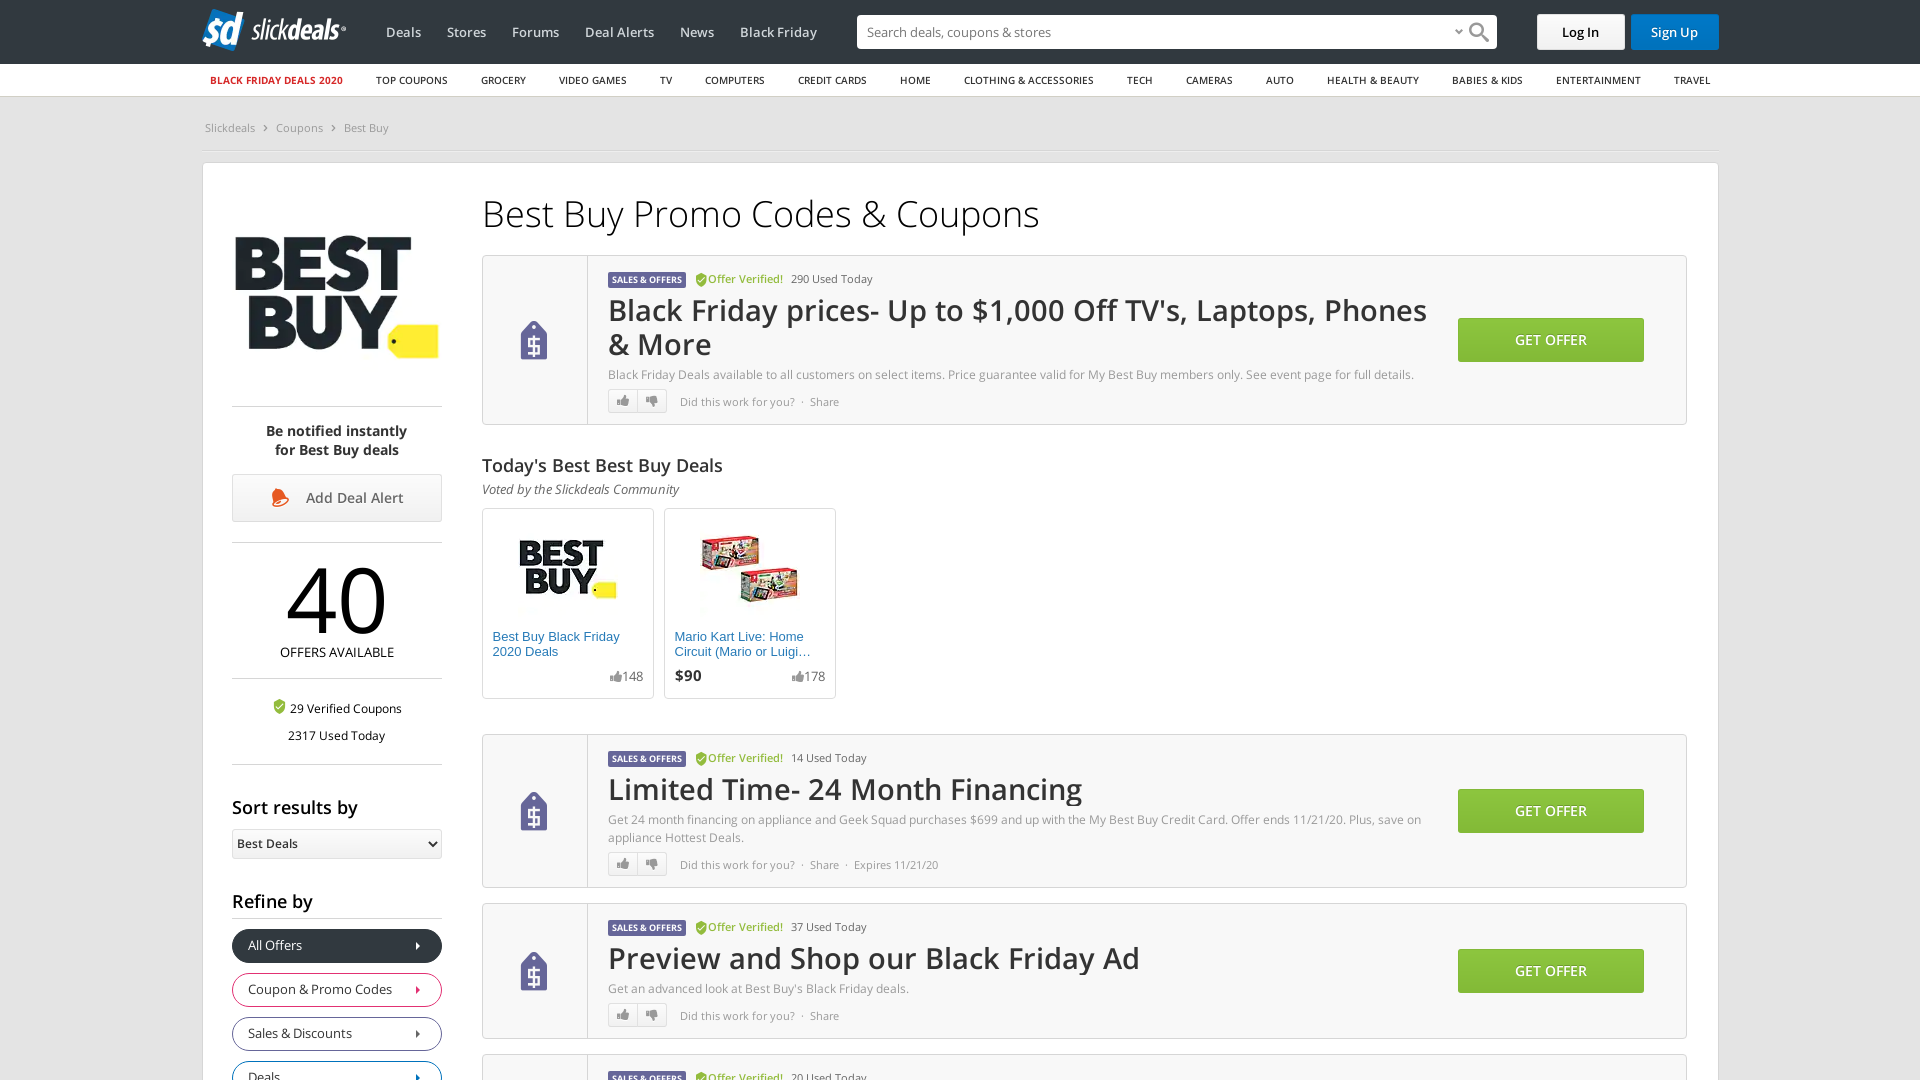 sd slickdeals
Deals Stores Forums Deal Alerts News Black Friday
Search deals, coupons & stores
Log In Sign Up
BLACK FRIDAY DEALS 2020 TOP COUPONS GROCERY VIDEO GAMES TV COMPUTERS CREDIT CARDS HOME CLOTHING & ACCESSORIES TECH CAMERAS AUTO HEALTH & BEAUTY BABIES & KIDS ENTERTAINMENT TRAVEL
Slickdeals > Coupons > Best Buy
BEST
BUY
Be notified instantly
for Best Buy deals
Add Deal Alert
40
OFFERS AVAILABLE
29 Verified Coupons
2317 Used Today
Sort results by
Best Deals
Refine by
All Offers
Coupon & Promo Codes
Sales & Discounts
Deals
Best Buy Promo Codes & Coupons
SALES & OFFERS Offer Verified! 290 Used Today
Black Friday prices- Up to $1,000 Off TV's, Laptops, Phones
& More
Black Friday Deals available to all customers on select items. Price guarantee valid for My Best Buy members only. See event page for full details.
Did this work for you? · Share
GET OFFER
Today's Best Best Buy Deals
Voted by the Slickdeals Community
BEST
BUY
Best Buy Black Friday
2020 Deals
148
Mario Kart Live: Home
Circuit (Mario or Luigi…
$90 178
SALES & OFFERS Offer Verified! 14 Used Today
Limited Time- 24 Month Financing
Get 24 month financing on appliance and Geek Squad purchases $699 and up with the My Best Buy Credit Card. Offer ends 11/21/20. Plus, save on
appliance Hottest Deals.
Did this work for you? · Share · Expires 11/21/20
GET OFFER
SALES & OFFERS Offer Verified! 37 Used Today
Preview and Shop our Black Friday Ad
Get an advanced look at Best Buy's Black Friday deals.
Did this work for you? · Share
GET OFFER
SALES & OFFERS Offer Verified! 20 Used Today